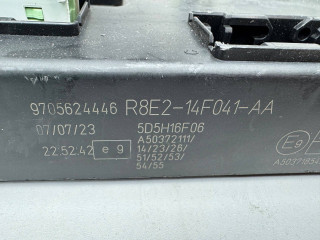 9705624446 R8E2-14F041-AA
07/07/23 5D5H16F06
22.52.42 e9 A50372111/
14/23/26/
51/52/53/
54/55
E9